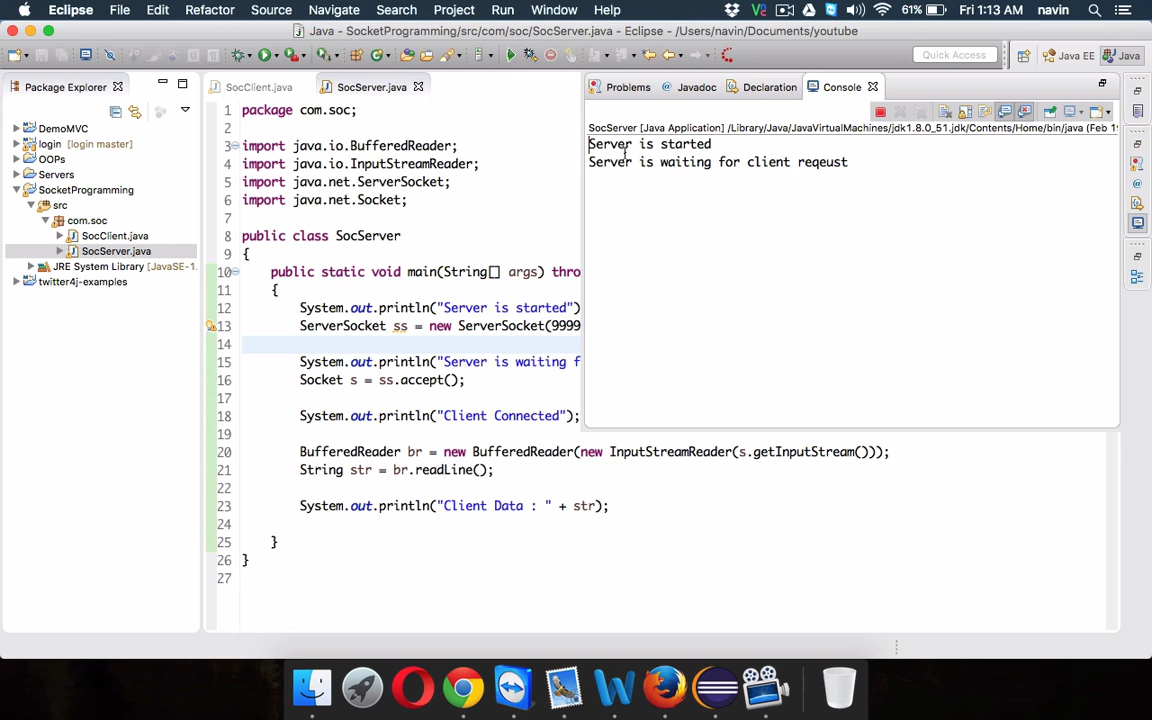 Eclipse File Edit Refactor Source Navigate Search Project Run Window Help 61% Fri 1:13 AM navin
Java - SocketProgramming/src/com/soc/SocServer.java - Eclipse - /Users/navin/Documents/youtube
Quick Access Java EE Java
Package Explorer
DemoMVC
login [login master]
OOPs
Servers
SocketProgramming
src
com.soc
SocClient.java
SocServer.java
JRE System Library [JavaSE-1.
twitter4j-examples
SocClient.java SocServer.java
1 package com.soc;
2
3 import java.io.BufferedReader;
4 import java.io.InputStreamReader;
5 import java.net.ServerSocket;
6 import java.net.Socket;
7
8 public class SocServer
9 {
10 public static void main(String[] args) thro
11 {
12 System.out.println("Server is started")
13 ServerSocket ss = new ServerSocket(9999
14
15 System.out.println("Server is waiting f
16 Socket s = ss.accept();
17
18 System.out.println("Client Connected");
19
20 BufferedReader br = new BufferedReader(new InputStreamReader(s.getInputStream()));
21 String str = br.readLine();
22
23 System.out.println("Client Data : " + str);
24
25 }
26 }
27
Problems Javadoc Declaration Console
SocServer [Java Application] /Library/Java/JavaVirtualMachines/jdk1.8.0_51.jdk/Contents/Home/bin/java (Feb 19
Server is started
Server is waiting for client reqeust